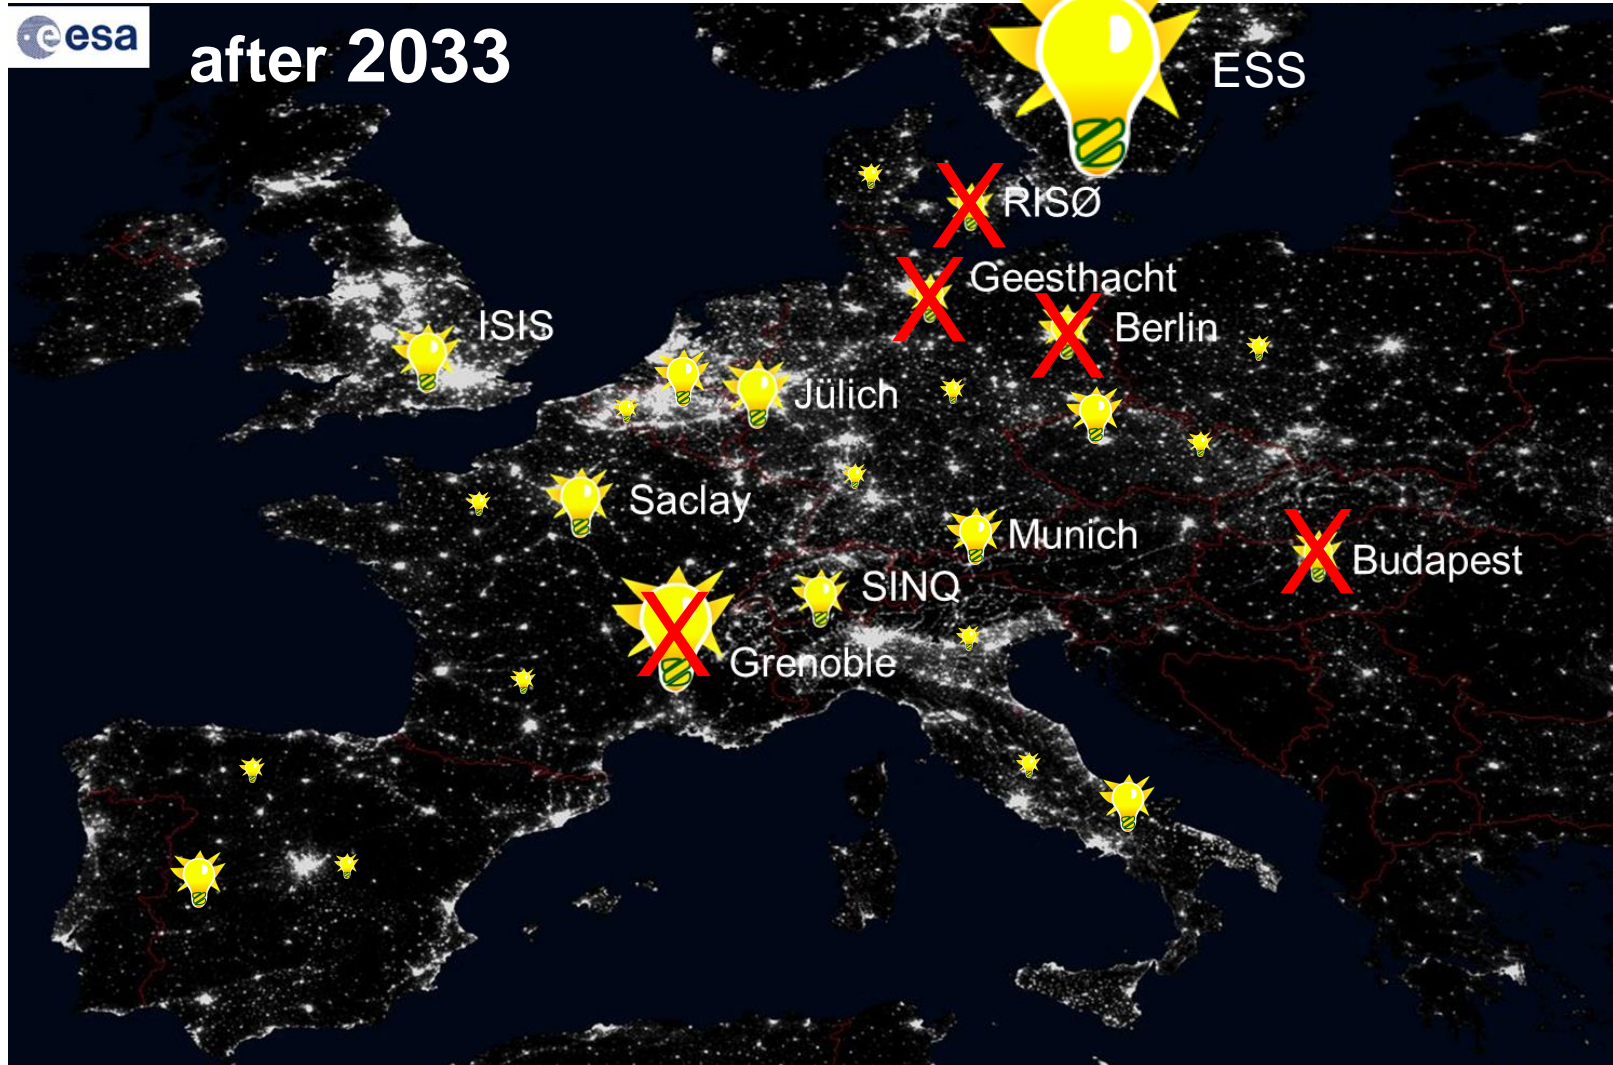 esa
after 2033
ESS
RISØ
Geesthacht
Berlin
ISIS
Jülich
Saclay
Munich
Budapest
SINQ
Grenoble